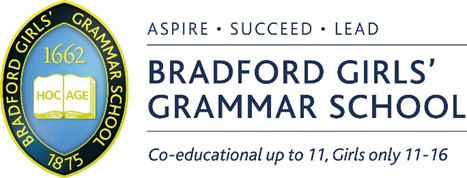 BRADFORD GIRLS' GRAMMAR SCHOOL
1662
HOC AGE
1875
ASPIRE • SUCCEED • LEAD
BRADFORD GIRLS'
GRAMMAR SCHOOL
Co-educational up to 11, Girls only 11-16